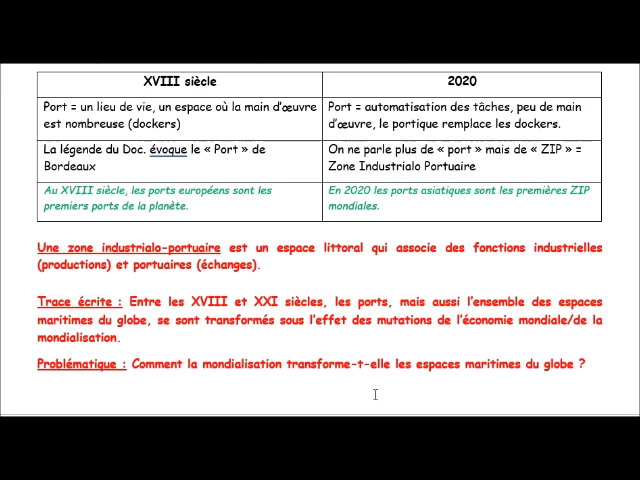 XVIII siècle
2020
Port = un lieu de vie, un espace où la main d'œuvre
est nombreuse (dockers)
Port = automatisation des tâches, peu de main
d'œuvre, le portique remplace les dockers.
La légende du Doc. évoque le « Port » de
Bordeaux
On ne parle plus de « port » mais de « ZIP » =
Zone Industrialo Portuaire
Au XVIII siècle, les ports européens sont les
premiers ports de la planète.
En 2020 les ports asiatiques sont les premières ZIP
mondiales.
Une zone industrialo-portuaire est un espace littoral qui associe des fonctions industrielles
(productions) et portuaires (échanges).
Trace écrite : Entre les XVIII et XXI siècles, les ports, mais aussi l'ensemble des espaces
maritimes du globe, se sont transformés sous l'effet des mutations de l'économie mondiale/de la
mondialisation.
Problématique : Comment la mondialisation transforme-t-elle les espaces maritimes du globe ?